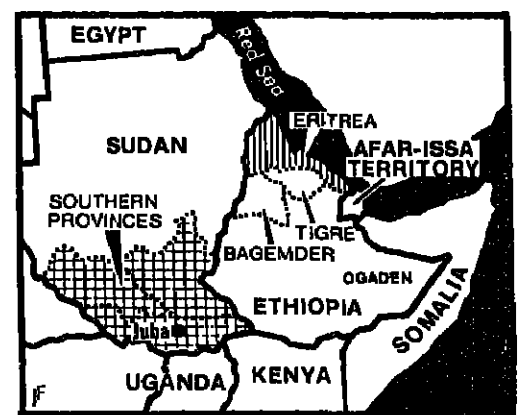 EGYPT
Red Sea
ERITREA
SUDAN
AFAR-ISSA
TERRITORY
SOUTHERN
PROVINCES
TIGRE
BAGEMDER
OGADEN
ETHIOPIA
SOMALIA
Juba
UGANDA
KENYA